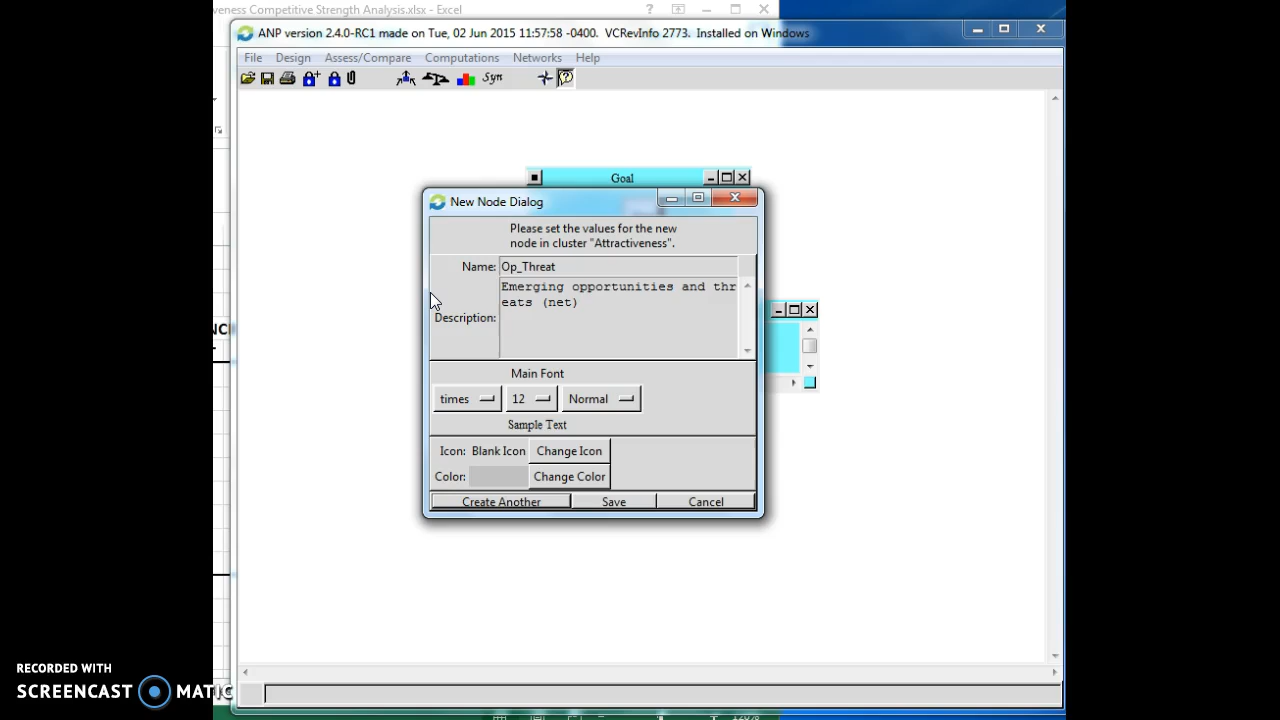 veness Competitive Strength Analysis.xlsx - Excel
ANP version 2.4.0-RC1 made on Tue, 02 Jun 2015 11:57:58 -0400. VCRevInfo 2773. Installed on Windows
File Design Assess/Compare Computations Networks Help
Syn
Goal
New Node Dialog
Please set the values for the new
node in cluster "Attractiveness".
Name: Op_Threat
Emerging opportunities and thr
eats (net)
Description:
Main Font
times 12 Normal
Sample Text
Icon: Blank Icon Change Icon
Color: Change Color
Create Another Save Cancel
RECORDED WITH
SCREENCAST MATIC